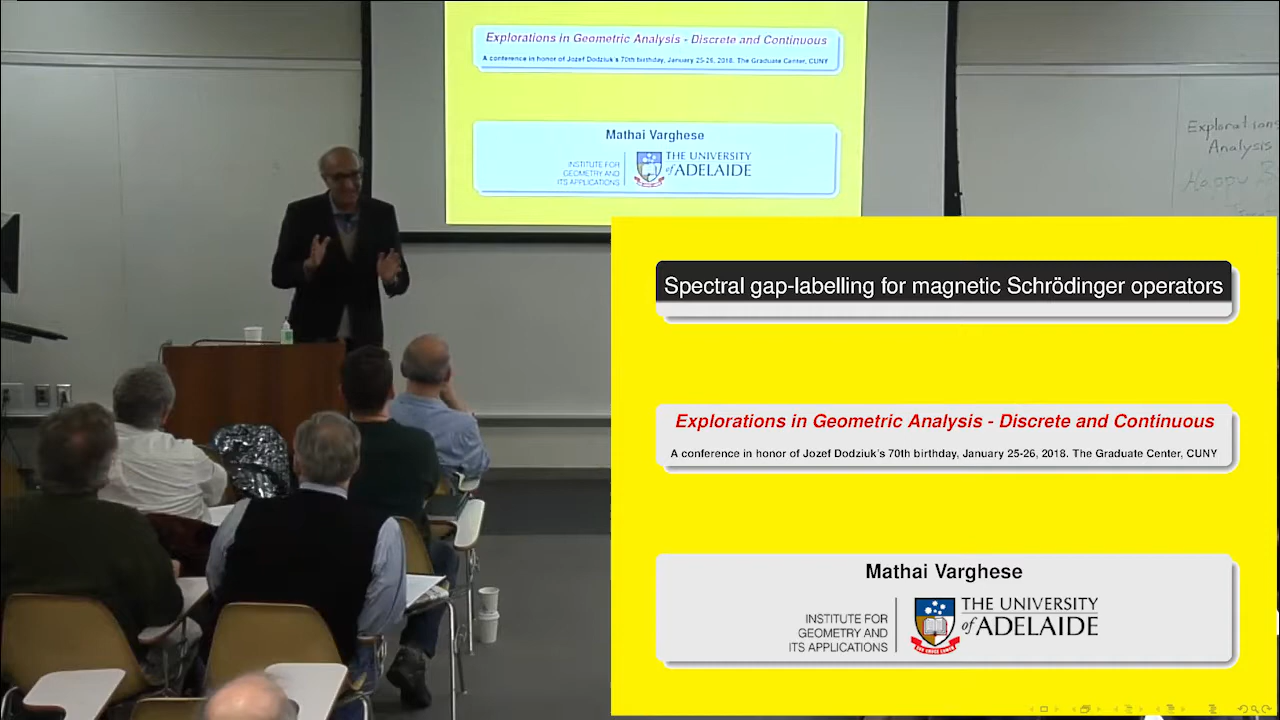 Explorations in Geometric Analysis - Discrete and Continuous
A conference in honor of Jozef Dodziuk's 70th birthday, January 25-26, 2018. The Graduate Center, CUNY
Mathai Varghese
INSTITUTE FOR
GEOMETRY AND
ITS APPLICATIONS
THE UNIVERSITY
of ADELAIDE
Explorations
Analysis
Happy
Spectral gap-labelling for magnetic Schrödinger operators
Explorations in Geometric Analysis - Discrete and Continuous
A conference in honor of Jozef Dodziuk's 70th birthday, January 25-26, 2018. The Graduate Center, CUNY
Mathai Varghese
INSTITUTE FOR
GEOMETRY AND
ITS APPLICATIONS
THE UNIVERSITY
of ADELAIDE